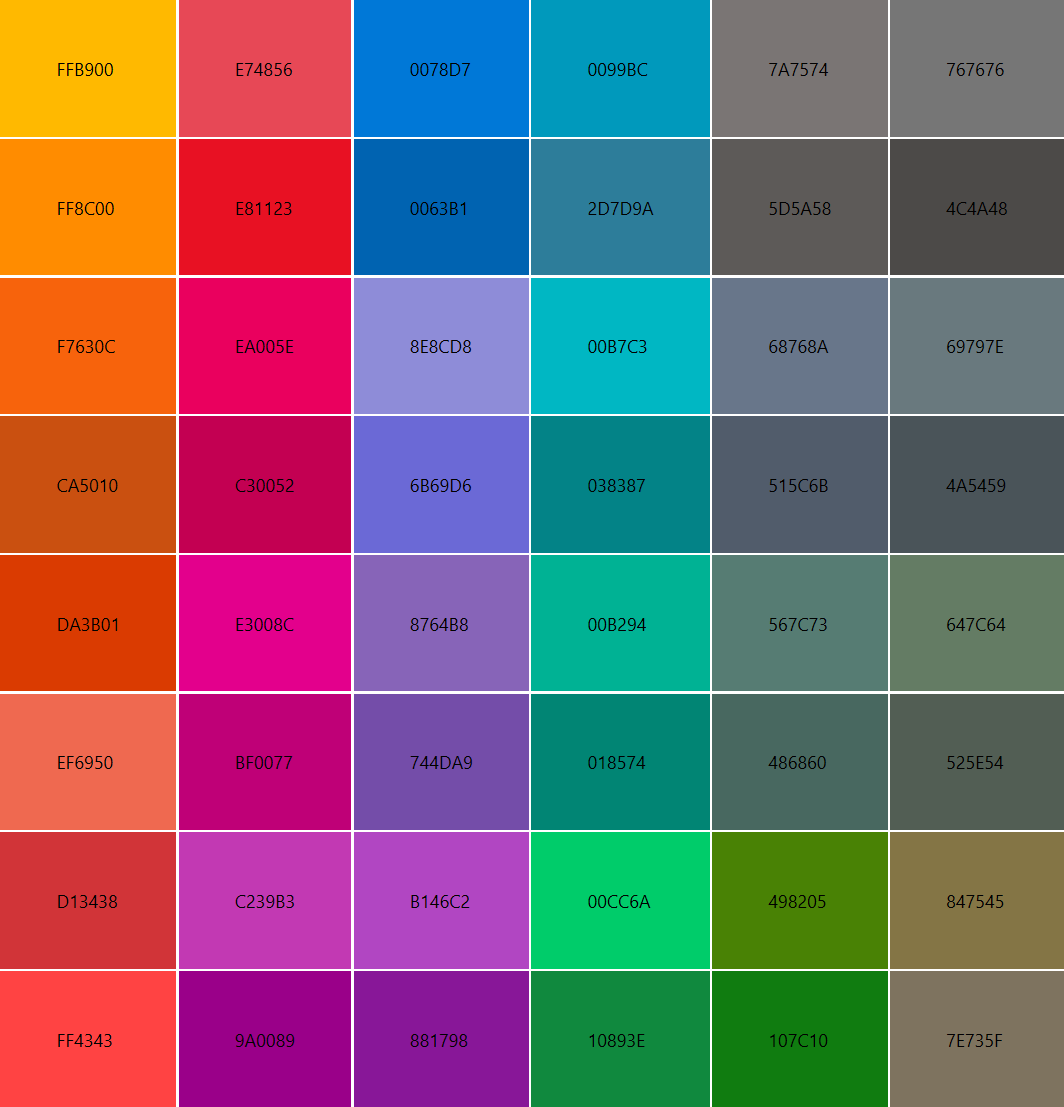 FFB900 E74856 0078D7 0099BC 7A7574 767676
FF8C00 E81123 0063B1 2D7D9A 5D5A58 4C4A48
F7630C EA005E 8E8CD8 00B7C3 68768A 69797E
CA5010 C30052 6B69D6 038387 515C6B 4A5459
DA3B01 E3008C 8764B8 00B294 567C73 647C64
EF6950 BF0077 744DA9 018574 486860 525E54
D13438 C239B3 B146C2 00CC6A 498205 847545
FF4343 9A0089 881798 10893E 107C10 7E735F